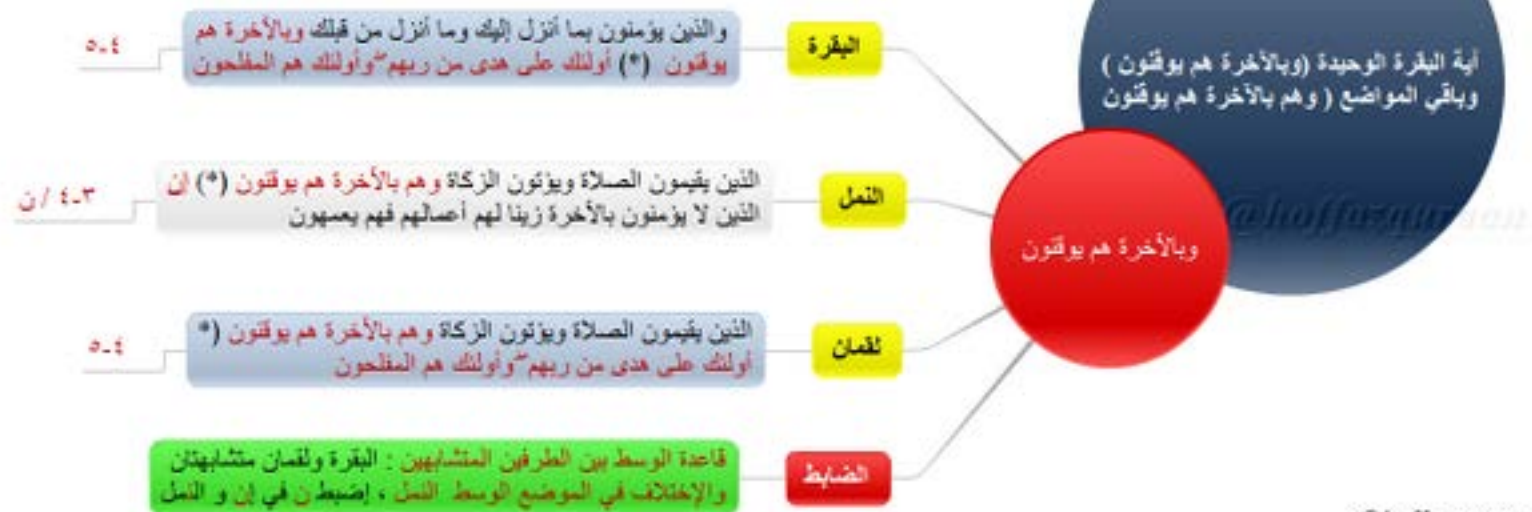 آية البقرة الوحيدة (وبالآخرة هم يوقنون )
وباقي المواضع ( وهم بالآخرة هم يوقنون
وبالأخرة هم يوقنون
البقرة
والذين يؤمنون بما أنزل إليك وما أنزل من قبلك وبالآخرة هم
يوقنون (*) أولئك على هدى من ربهم ۖ وأولئك هم المفلحون
٤-٥
النمل
الذين يقيمون الصلاة ويؤتون الزكاة وهم بالآخرة هم يوقنون (*) إن
الذين لا يؤمنون بالآخرة زينا لهم أعمالهم فهم يعمهون
٣-٤ / ن
لقمان
الذين يقيمون الصلاة ويؤتون الزكاة وهم بالآخرة هم يوقنون (*
أولئك على هدى من ربهم ۖ وأولئك هم المفلحون
٤-٥
الضابط
قاعدة الوسط بين الطرفين المتشابهين : البقرة ولقمان متشابهتان
والإختلاف في الموضع الوسط النمل ، إضبط ن في إن و النمل